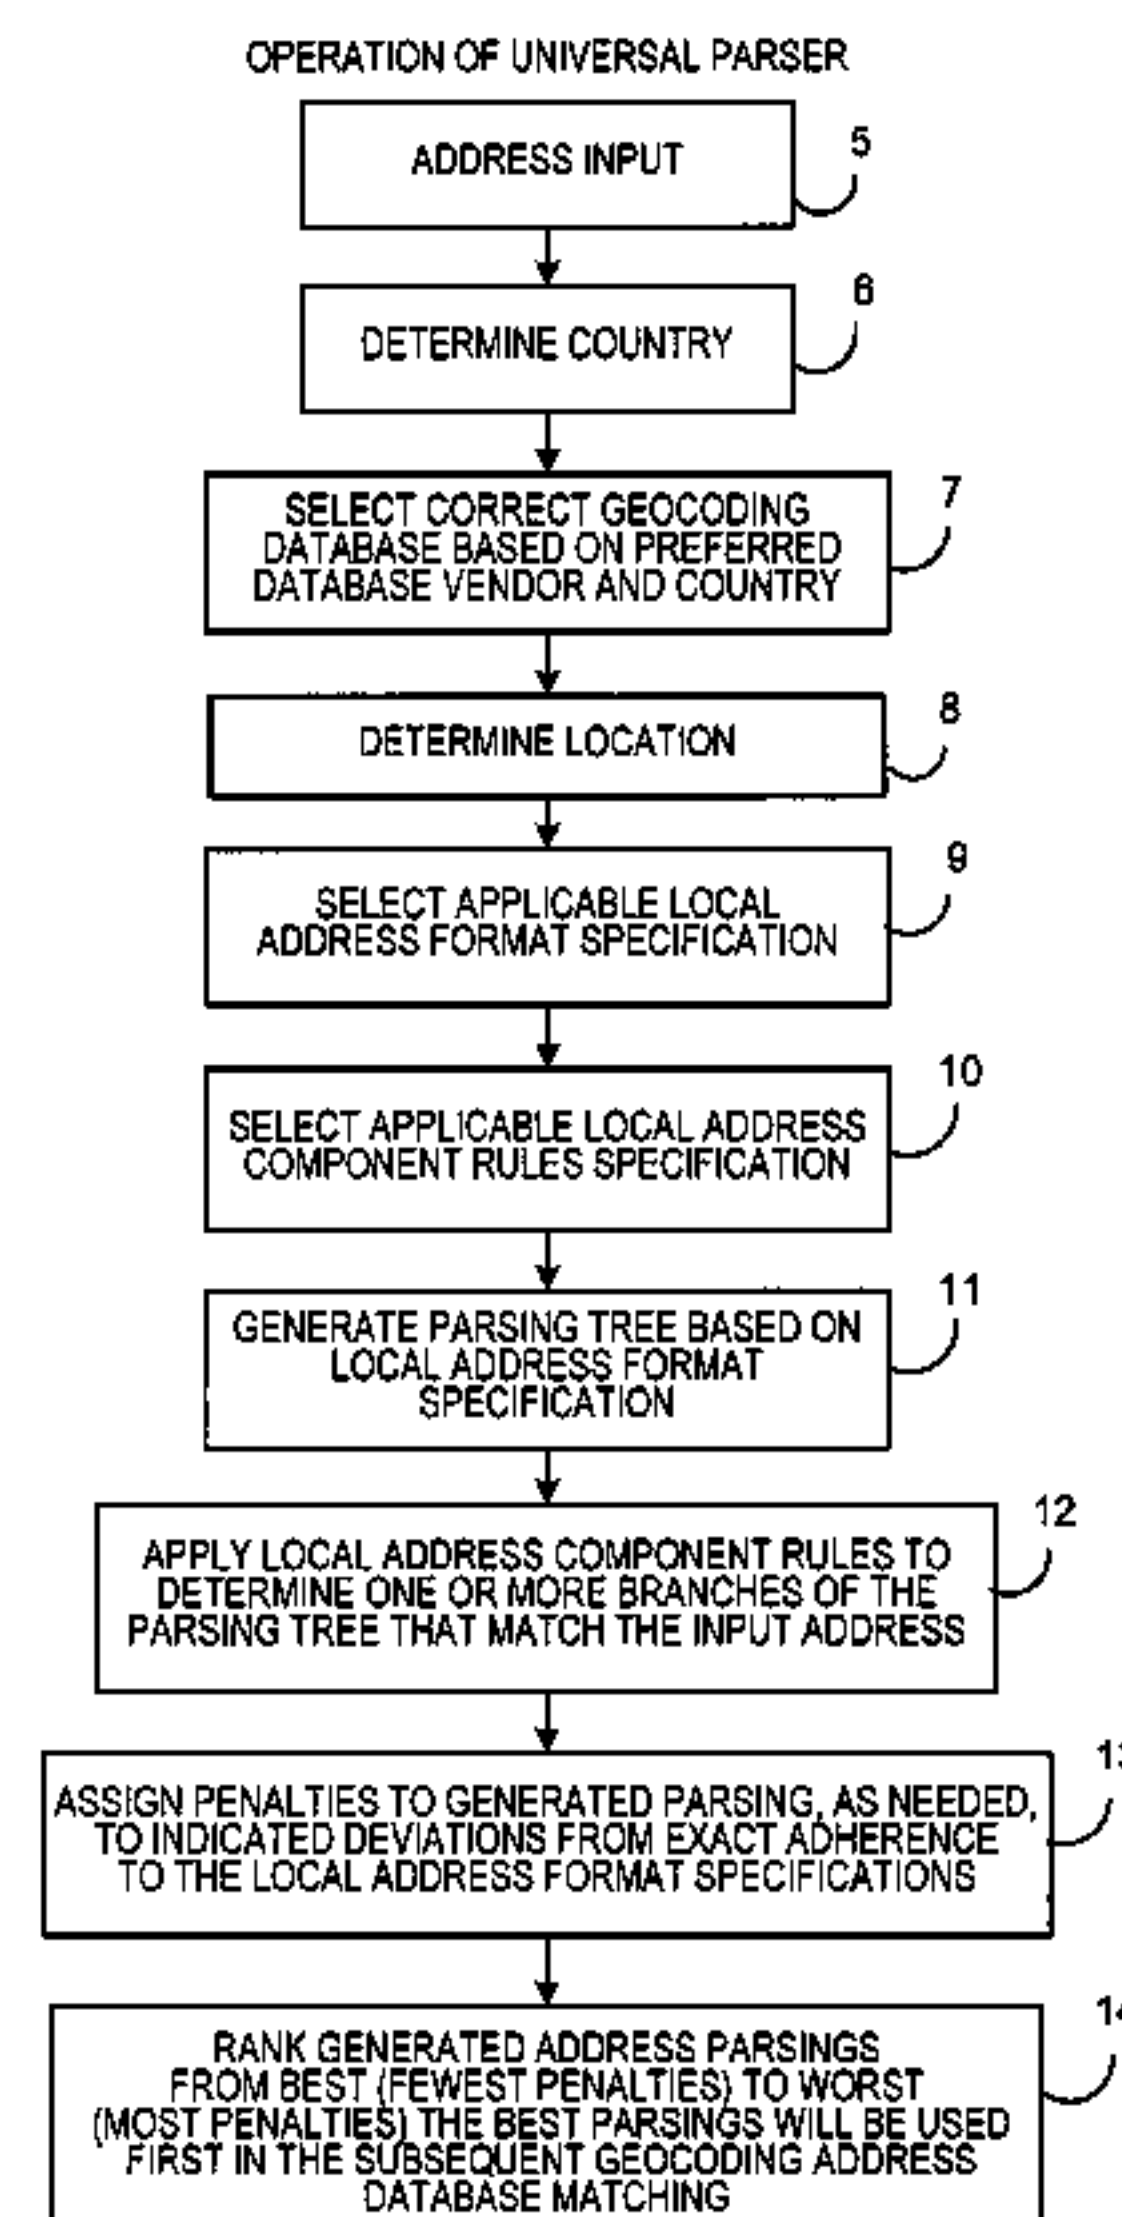 OPERATION OF UNIVERSAL PARSER
ADDRESS INPUT
5
DETERMINE COUNTRY
6
SELECT CORRECT GEOCODING
DATABASE BASED ON PREFERRED
DATABASE VENDOR AND COUNTRY
7
DETERMINE LOCATION
8
SELECT APPLICABLE LOCAL
ADDRESS FORMAT SPECIFICATION
9
SELECT APPLICABLE LOCAL ADDRESS
COMPONENT RULES SPECIFICATION
10
GENERATE PARSING TREE BASED ON
LOCAL ADDRESS FORMAT
SPECIFICATION
11
APPLY LOCAL ADDRESS COMPONENT RULES TO
DETERMINE ONE OR MORE BRANCHES OF THE
PARSING TREE THAT MATCH THE INPUT ADDRESS
12
ASSIGN PENALTIES TO GENERATED PARSING, AS NEEDED,
TO INDICATED DEVIATIONS FROM EXACT ADHERENCE
TO THE LOCAL ADDRESS FORMAT SPECIFICATIONS
13
RANK GENERATED ADDRESS PARSINGS
FROM BEST (FEWEST PENALTIES) TO WORST
(MOST PENALTIES) THE BEST PARSINGS WILL BE USED
FIRST IN THE SUBSEQUENT GEOCODING ADDRESS
DATABASE MATCHING
14